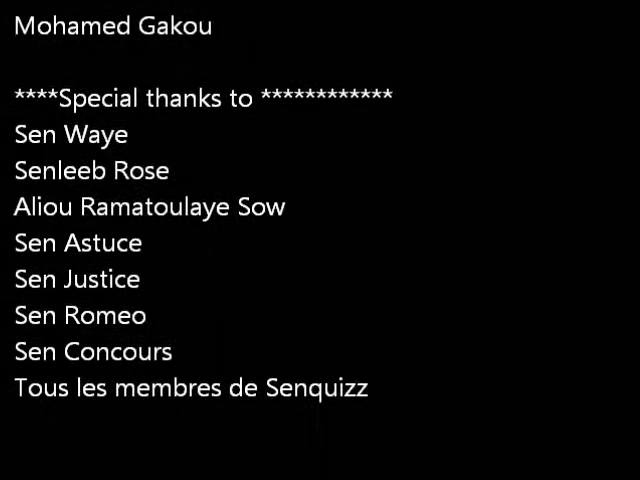 Mohamed Gakou
****Special thanks to ************
Sen Waye
Senleeb Rose
Aliou Ramatoulaye Sow
Sen Astuce
Sen Justice
Sen Romeo
Sen Concours
Tous les membres de Senquizz